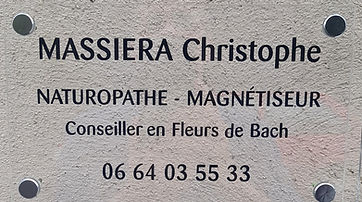 MASSIERA Christophe
NATUROPATHE - MAGNÉTISEUR
Conseiller en Fleurs de Bach
06 64 03 55 33